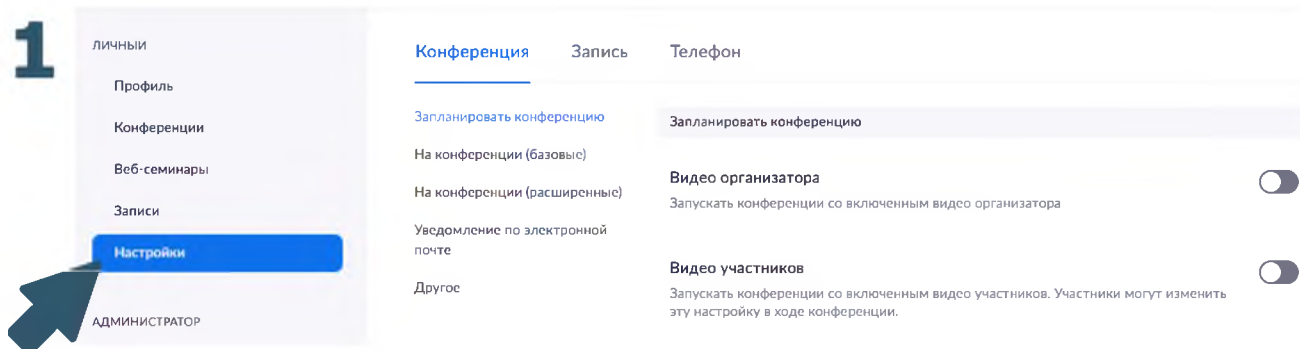 1
ЛИЧНЫЙ
Профиль
Конференции
Веб-семинары
Записи
Настройки
АДМИНИСТРАТОР
Конференция Запись Телефон
Запланировать конференцию
На конференции (базовые)
На конференции (расширенные)
Уведомление по электронной
почте
Другое
Запланировать конференцию
Видео организатора
Запускать конференции со включенным видео организатора
Видео участников
Запускать конференции со включенным видео участников. Участники могут изменить
эту настройку в ходе конференции.